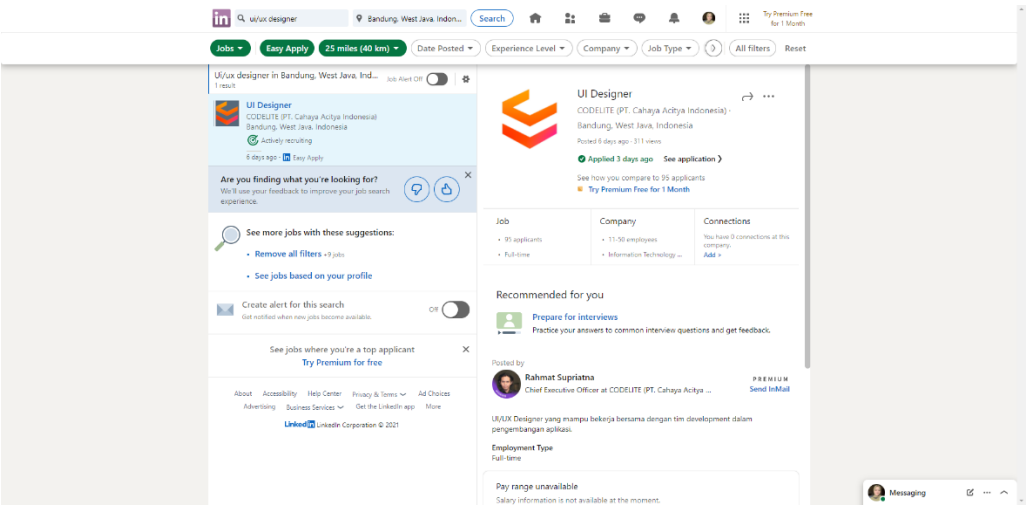 in
ui/ux designer
Bandung, West Java, Indon...
Search
Try Premium Free
for 1 Month
Jobs
Easy Apply
25 miles (40 km)
Date Posted
Experience Level
Company
Job Type
All filters
Reset
Ui/ux designer in Bandung, West Java, Ind...
Job Alert Off
1 result
UI Designer
CODELITE (PT. Cahaya Acitya Indonesia)
Bandung, West Java, Indonesia
Actively recruiting
6 days ago · in Easy Apply
Are you finding what you're looking for?
We'll use your feedback to improve your job search
experience.
See more jobs with these suggestions:
• Remove all filters +9 jobs
• See jobs based on your profile
Create alert for this search
Get notified when new jobs become available.
Off
See jobs where you're a top applicant
Try Premium for free
About Accessibility Help Center Privacy & Terms Ad Choices
Advertising Business Services Get the LinkedIn app More
Linkedin LinkedIn Corporation © 2021
UI Designer
CODELITE (PT. Cahaya Acitya Indonesia) ·
Bandung, West Java, Indonesia
Posted 6 days ago · 311 views
Applied 3 days ago See application
See how you compare to 95 applicants
Try Premium Free for 1 Month
Job
• 95 applicants
• Full-time
Company
• 11-50 employees
• Information Technology ...
Connections
You have 0 connections at this
company.
Add >
Recommended for you
Prepare for interviews
Practice your answers to common interview questions and get feedback.
Posted by
Rahmat Supriatna
Chief Executive Officer at CODELITE (PT. Cahaya Acitya ...
PREMIUM
Send InMail
UI/UX Designer yang mampu bekerja bersama dengan tim development dalam
pengembangan aplikasi.
Employment Type
Full-time
Pay range unavailable
Salary information is not available at the moment.
Messaging